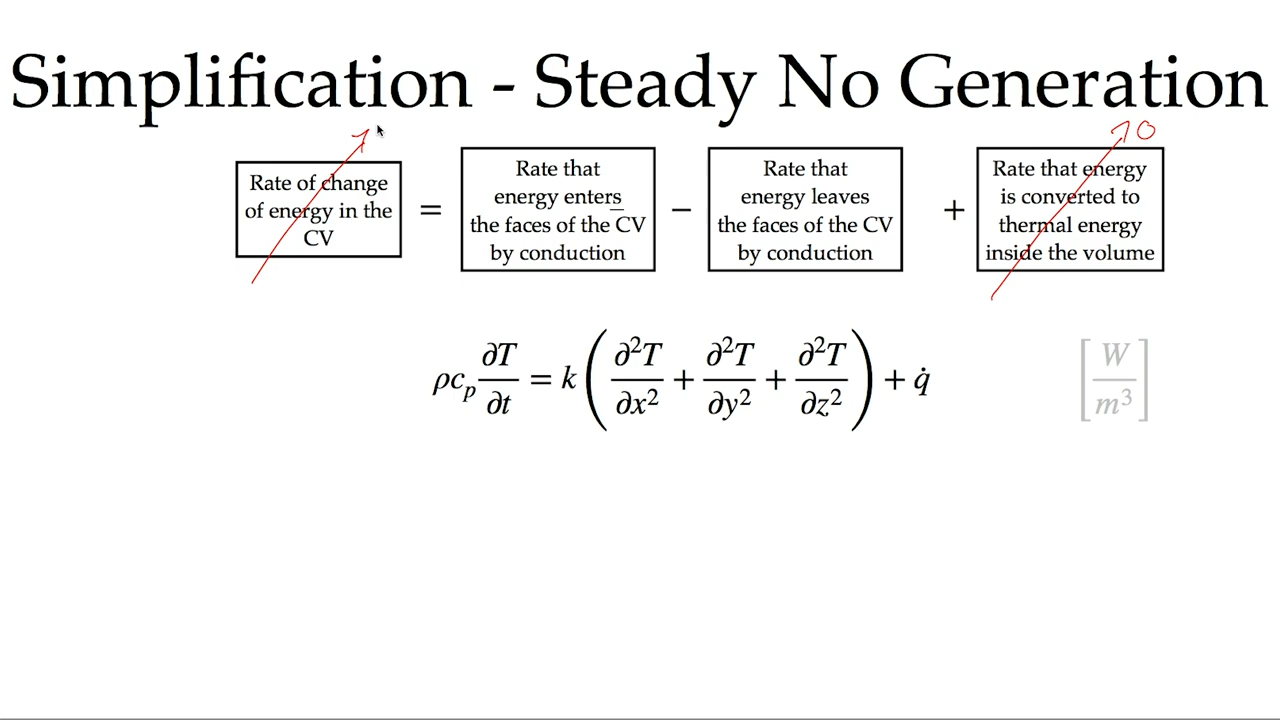 Simplification - Steady No Generation
0
Rate of change
of energy in the
CV
=
Rate that
energy enters
the faces of the CV
by conduction
−
Rate that
energy leaves
the faces of the CV
by conduction
+
Rate that energy
is converted to
thermal energy
inside the volume
ρc_p ∂T/∂t = k(∂²T/∂x² + ∂²T/∂y² + ∂²T/∂z²) + q̇ [W/m³]